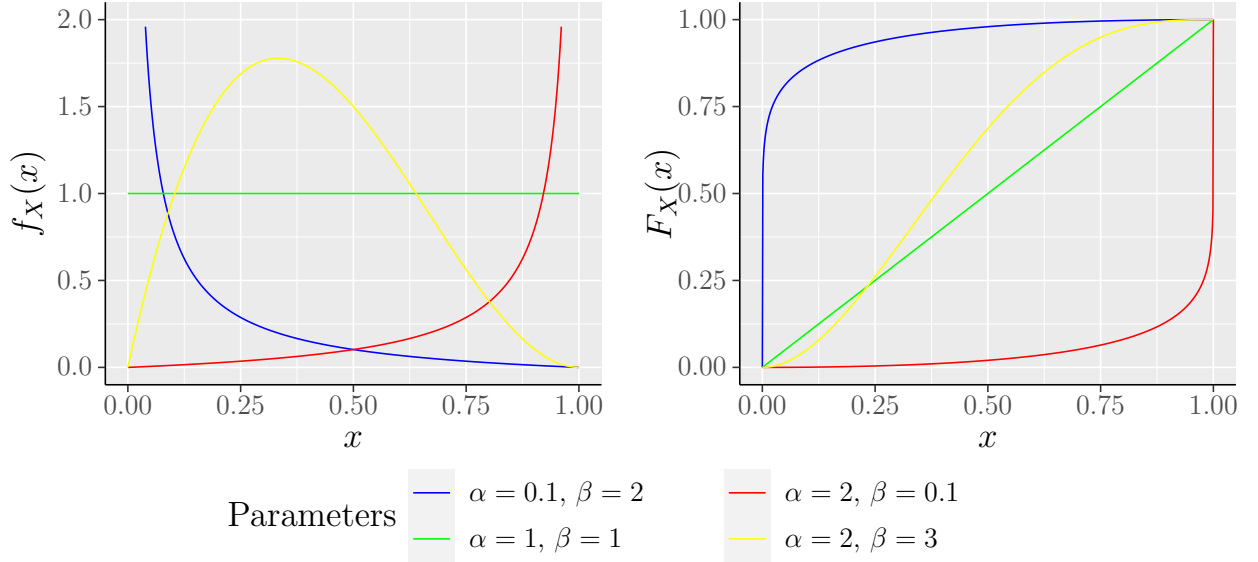 2.0
1.5
1.0
0.5
0.0
f_X(x)
0.00 0.25 0.50 0.75 1.00
x
1.00
0.75
0.50
0.25
0.00
F_X(x)
0.00 0.25 0.50 0.75 1.00
x
Parameters
α = 0.1, β = 2
α = 1, β = 1
α = 2, β = 0.1
α = 2, β = 3